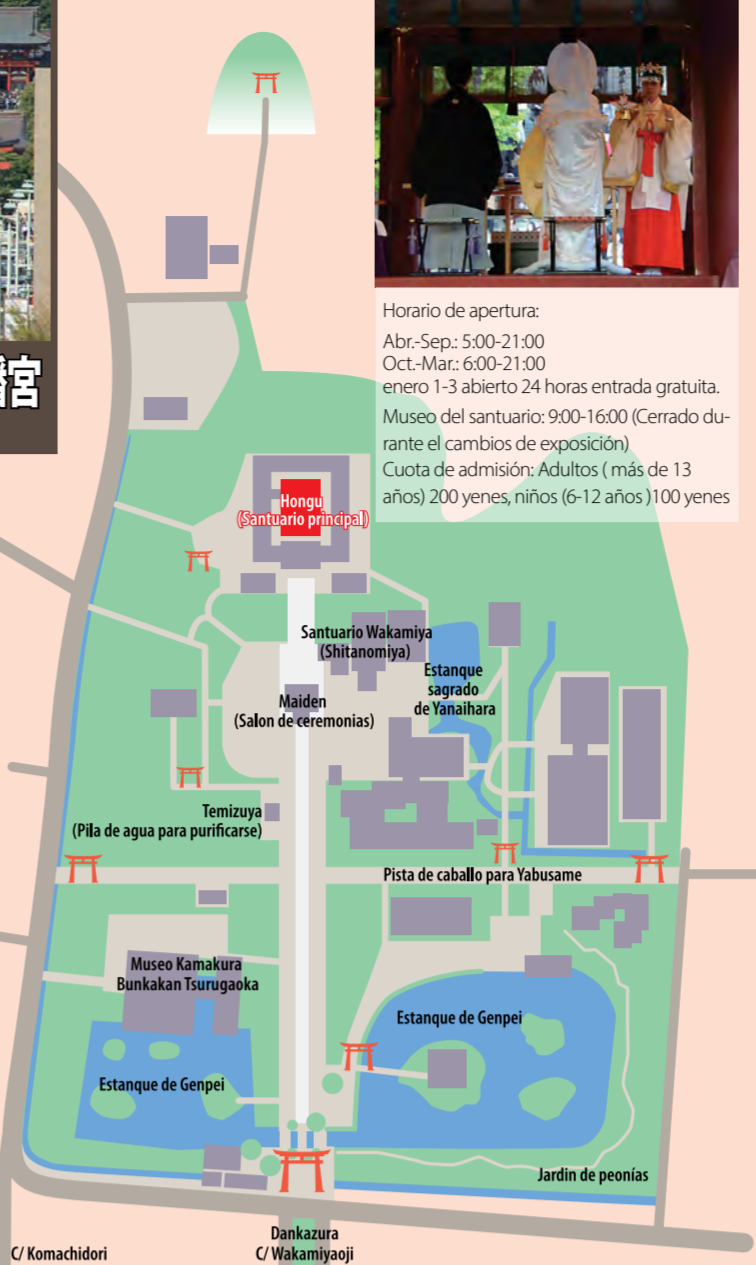 宮
Horario de apertura:
Abr.-Sep.: 5:00-21:00
Oct.-Mar.: 6:00-21:00
enero 1-3 abierto 24 horas entrada gratuita.
Museo del santuario: 9:00-16:00 (Cerrado du-
rante el cambios de exposición)
Cuota de admisión: Adultos ( más de 13
años) 200 yenes, niños (6-12 años )100 yenes
Hongu
(Santuario principal)
Santuario Wakamiya
(Shitanomiya)
Estanque
sagrado
de Yanaihara
Maiden
(Salon de ceremonias)
Temizuya
(Pila de agua para purificarse)
Pista de caballo para Yabusame
Museo Kamakura
Bunkakan Tsurugaoka
Estanque de Genpei
Estanque de Genpei
Jardin de peonías
Dankazura
C/ Komachidori
C/ Wakamiyaoji